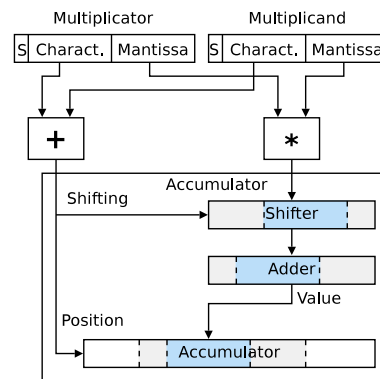 Multiplicator Multiplicand
S Charact. Mantissa S Charact. Mantissa
+ *
Accumulator
Shifting
Shifter
Adder
Value
Position
Accumulator